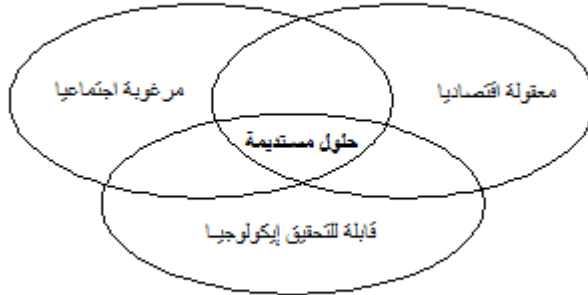 معقولة اقتصاديا
مرغوبة اجتماعيا
حلول مستديمة
قابلة للتحقيق إيكولوجيا